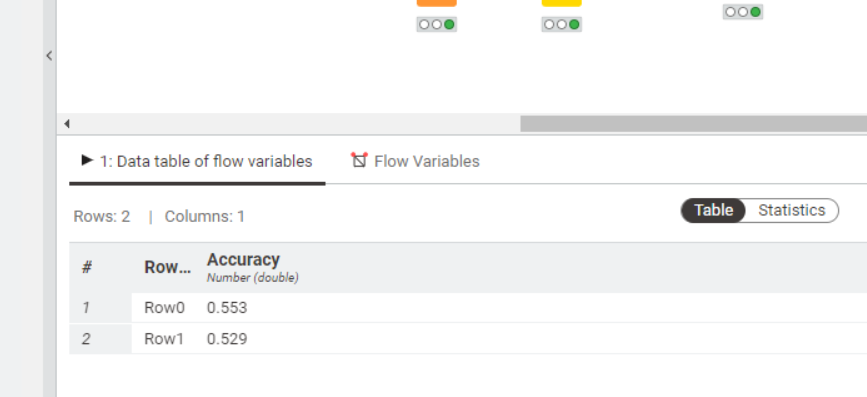 1: Data table of flow variables Flow Variables
Rows: 2 | Columns: 1 Table Statistics
# Row... Accuracy
Number (double)
1 Row0 0.553
2 Row1 0.529